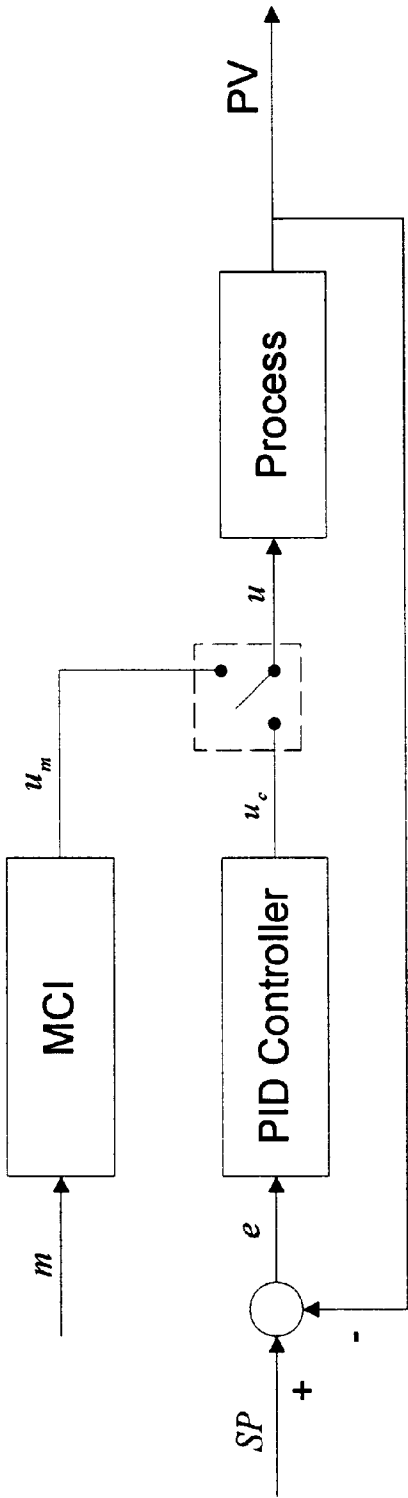 m
MCI
u_m
SP
+
-
e
PID Controller
u_c
u
Process
PV